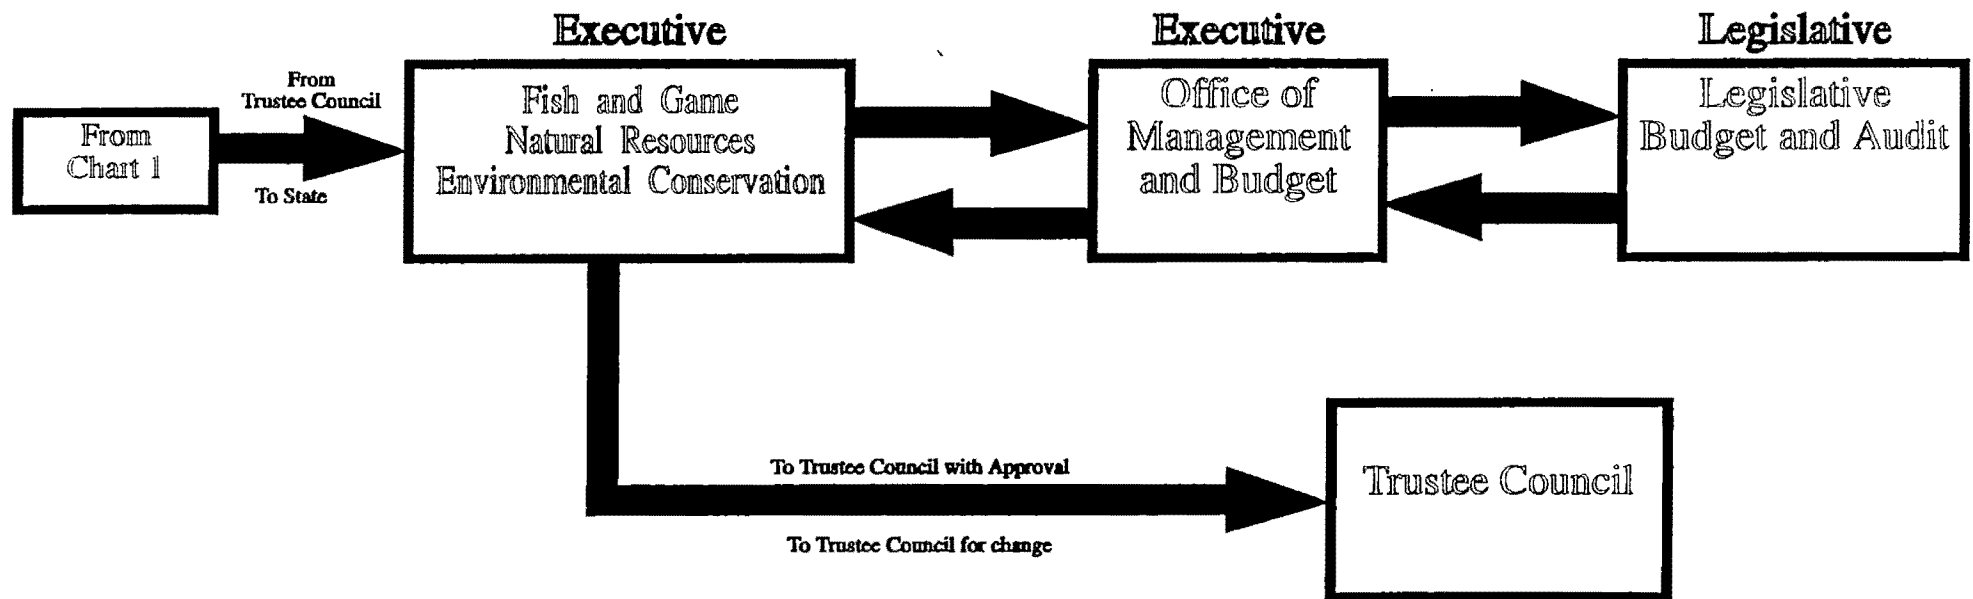 Executive
Executive
Legislative
From
Trustee Council
To State
From
Chart 1
Fish and Game
Natural Resources
Environmental Conservation
Office of
Management
and Budget
Legislative
Budget and Audit
To Trustee Council with Approval
To Trustee Council for change
Trustee Council